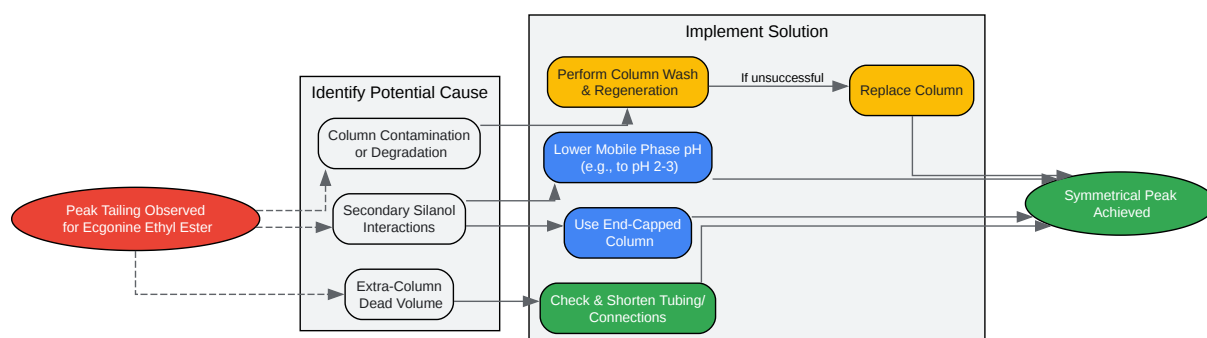 Peak Tailing Observed
for Ecgonine Ethyl Ester
Identify Potential Cause
Column Contamination
or Degradation
Secondary Silanol
Interactions
Extra-Column
Dead Volume
Implement Solution
Perform Column Wash
& Regeneration
If unsuccessful
Replace Column
Lower Mobile Phase pH
(e.g., to pH 2-3)
Use End-Capped
Column
Check & Shorten Tubing/
Connections
Symmetrical Peak
Achieved